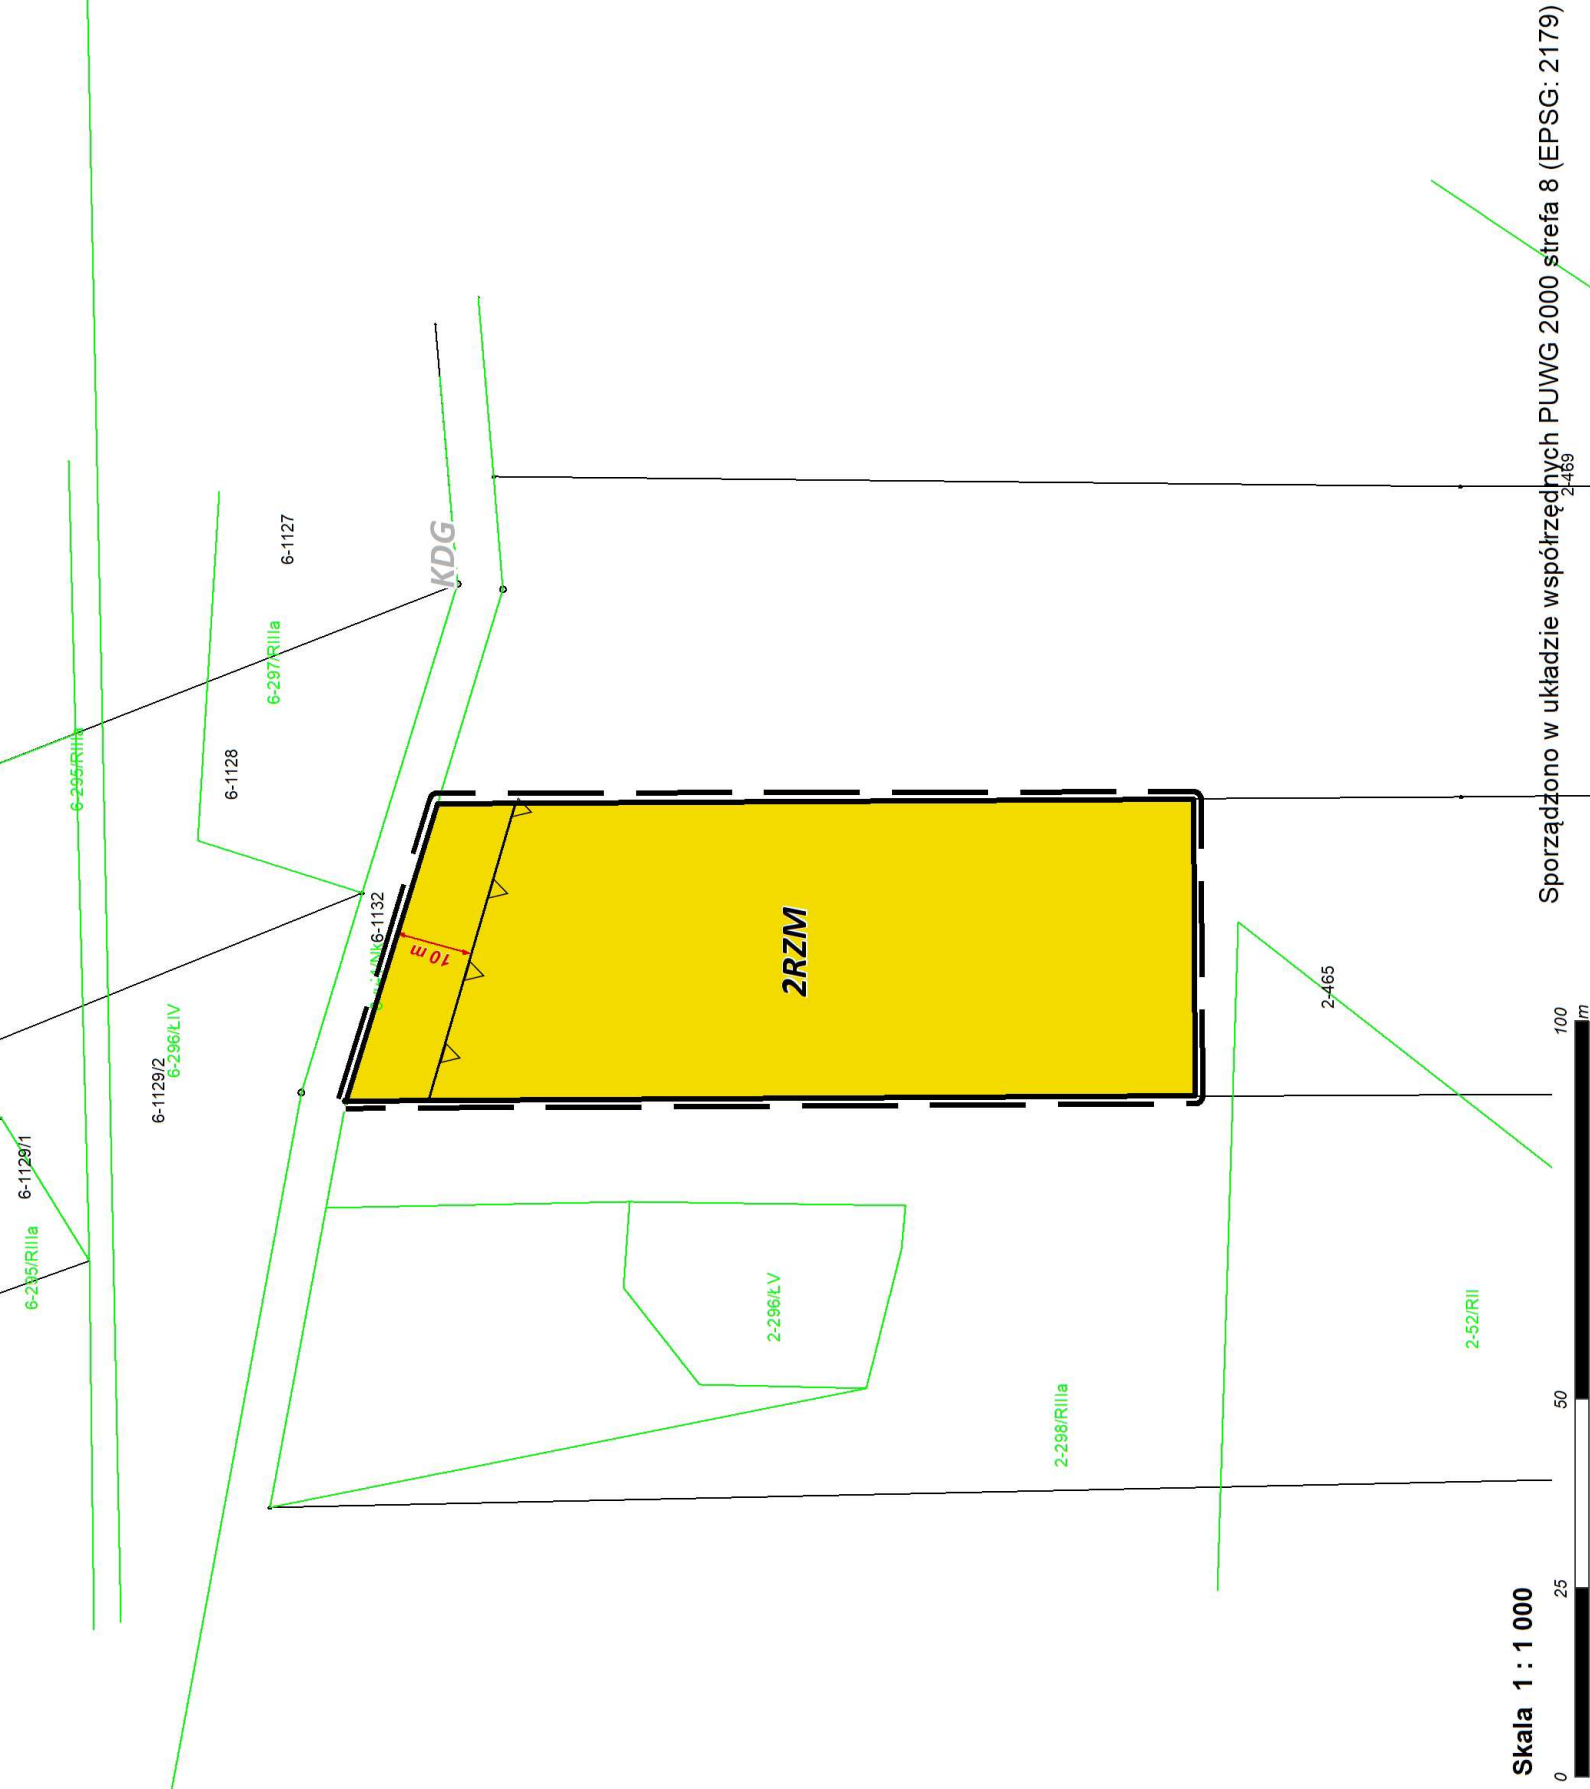 6-295/RIIIa
6-1129/1
6-1129/2
6-296/ŁIV
6-295/RIIIa
6-1128
6-297/RIIIa
6-1127
KDG
6-1132
10 m
2RZM
2-296/ŁV
2-298/RIIIa
2-465
2-52/RII
2-469
Sporządzono w układzie współrzędnych PUWG 2000 strefa 8 (EPSG: 2179)
Skala 1 : 1 000
0 25 50 100
m